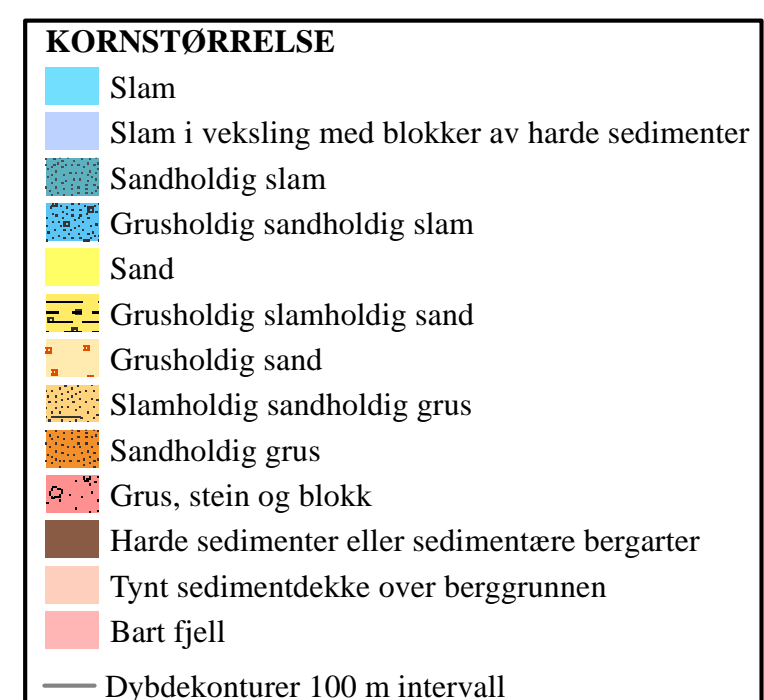 KORNSTØRRELSE
Slam
Slam i veksling med blokker av harde sedimenter
Sandholdig slam
Grusholdig sandholdig slam
Sand
Grusholdig slamholdig sand
Grusholdig sand
Slamholdig sandholdig grus
Sandholdig grus
Grus, stein og blokk
Harde sedimenter eller sedimentære bergarter
Tynt sedimentdekke over berggrunnen
Bart fjell
Dybdekonturer 100 m intervall